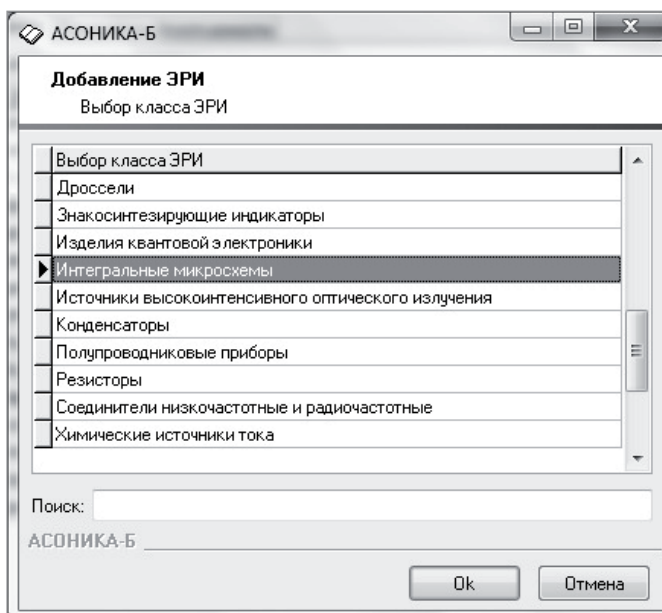 АСОНИКА-Б
Добавление ЭРИ
Выбор класса ЭРИ
Выбор класса ЭРИ
Дроссели
Знакосинтезирующие индикаторы
Изделия квантовой электроники
Интегральные микросхемы
Источники высокоинтенсивного оптического излучения
Конденсаторы
Полупроводниковые приборы
Резисторы
Соединители низкочастотные и радиочастотные
Химические источники тока
Поиск:
АСОНИКА-Б
Ok
Отмена